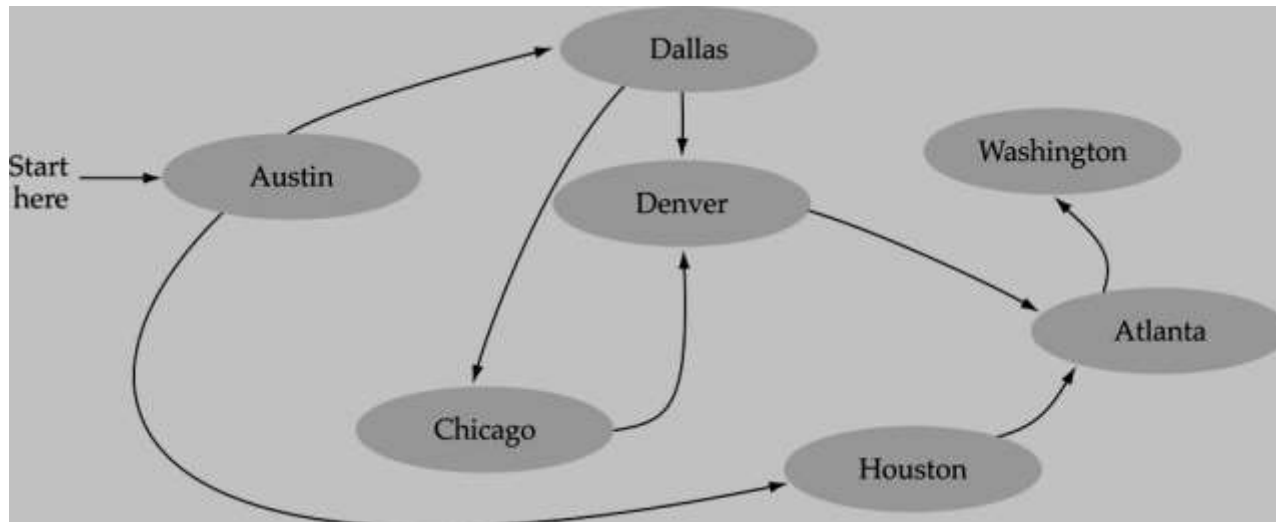 Dallas
Washington
Start
here
Austin
Denver
Atlanta
Chicago
Houston